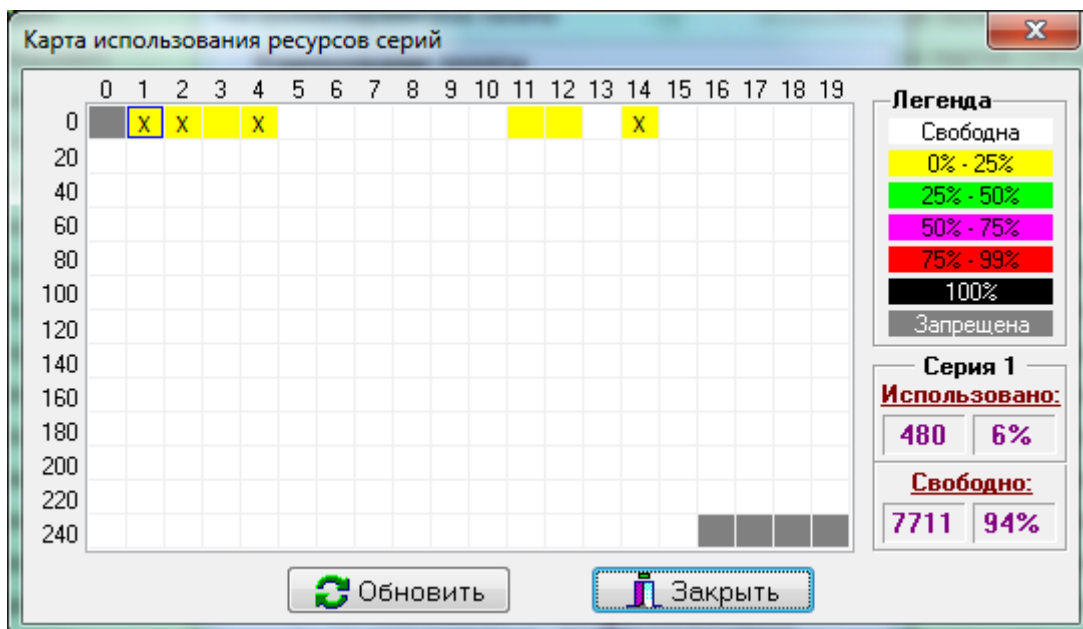 Карта использования ресурсов серий
X
0 1 2 3 4 5 6 7 8 9 10 11 12 13 14 15 16 17 18 19
0 X X X X
20
40
60
80
100
120
140
160
180
200
220
240
Легенда
Свободна
0% - 25%
25% - 50%
50% - 75%
75% - 99%
100%
Запрещена
Серия 1
Использовано:
480 6%
Свободно:
7711 94%
Обновить Закрыть